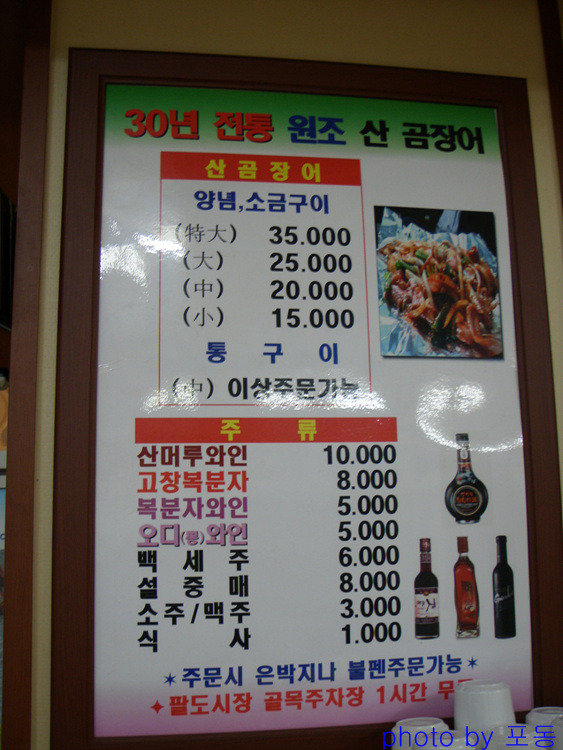 30년 전통 원조 산 곰장어
산곰장어
양념,소금구이
(特大) 35.000
(大) 25.000
(中) 20.000
(小) 15.000
통 구 이
(中) 이상주문가능
주 류
산머루와인 10.000
고창복분자 8.000
복분자와인 5.000
오디(뽕)와인 5.000
백 세 주 6.000
설 중 매 8.000
소주/맥주 3.000
식 사 1.000
*주문시 은박지나 불펜주문가능*
팔도시장 골목주차장 1시간
photo by 포동